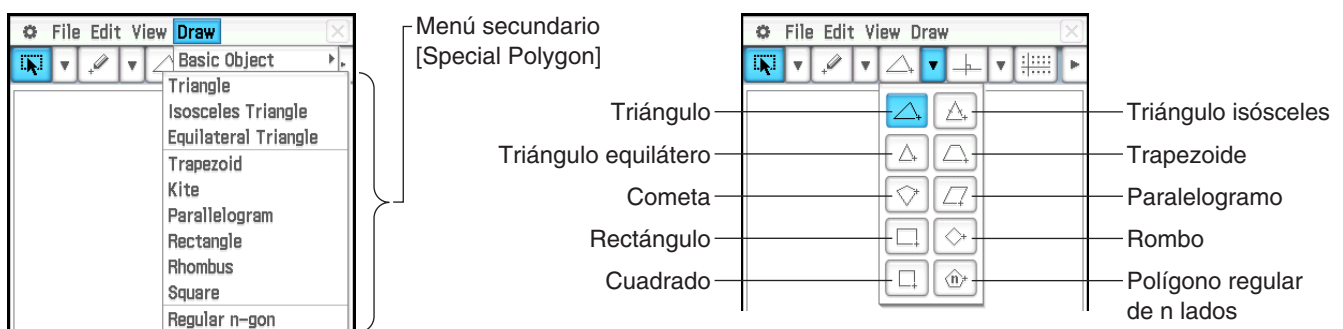 File Edit View Draw
Basic Object
Triangle
Isosceles Triangle
Equilateral Triangle
Trapezoid
Kite
Parallelogram
Rectangle
Rhombus
Square
Regular n-gon
Menú secundario
[Special Polygon]
File Edit View Draw
Triángulo
Triángulo equilátero
Cometa
Rectángulo
Cuadrado
n
Triángulo isósceles
Trapezoide
Paralelogramo
Rombo
Polígono regular
de n lados